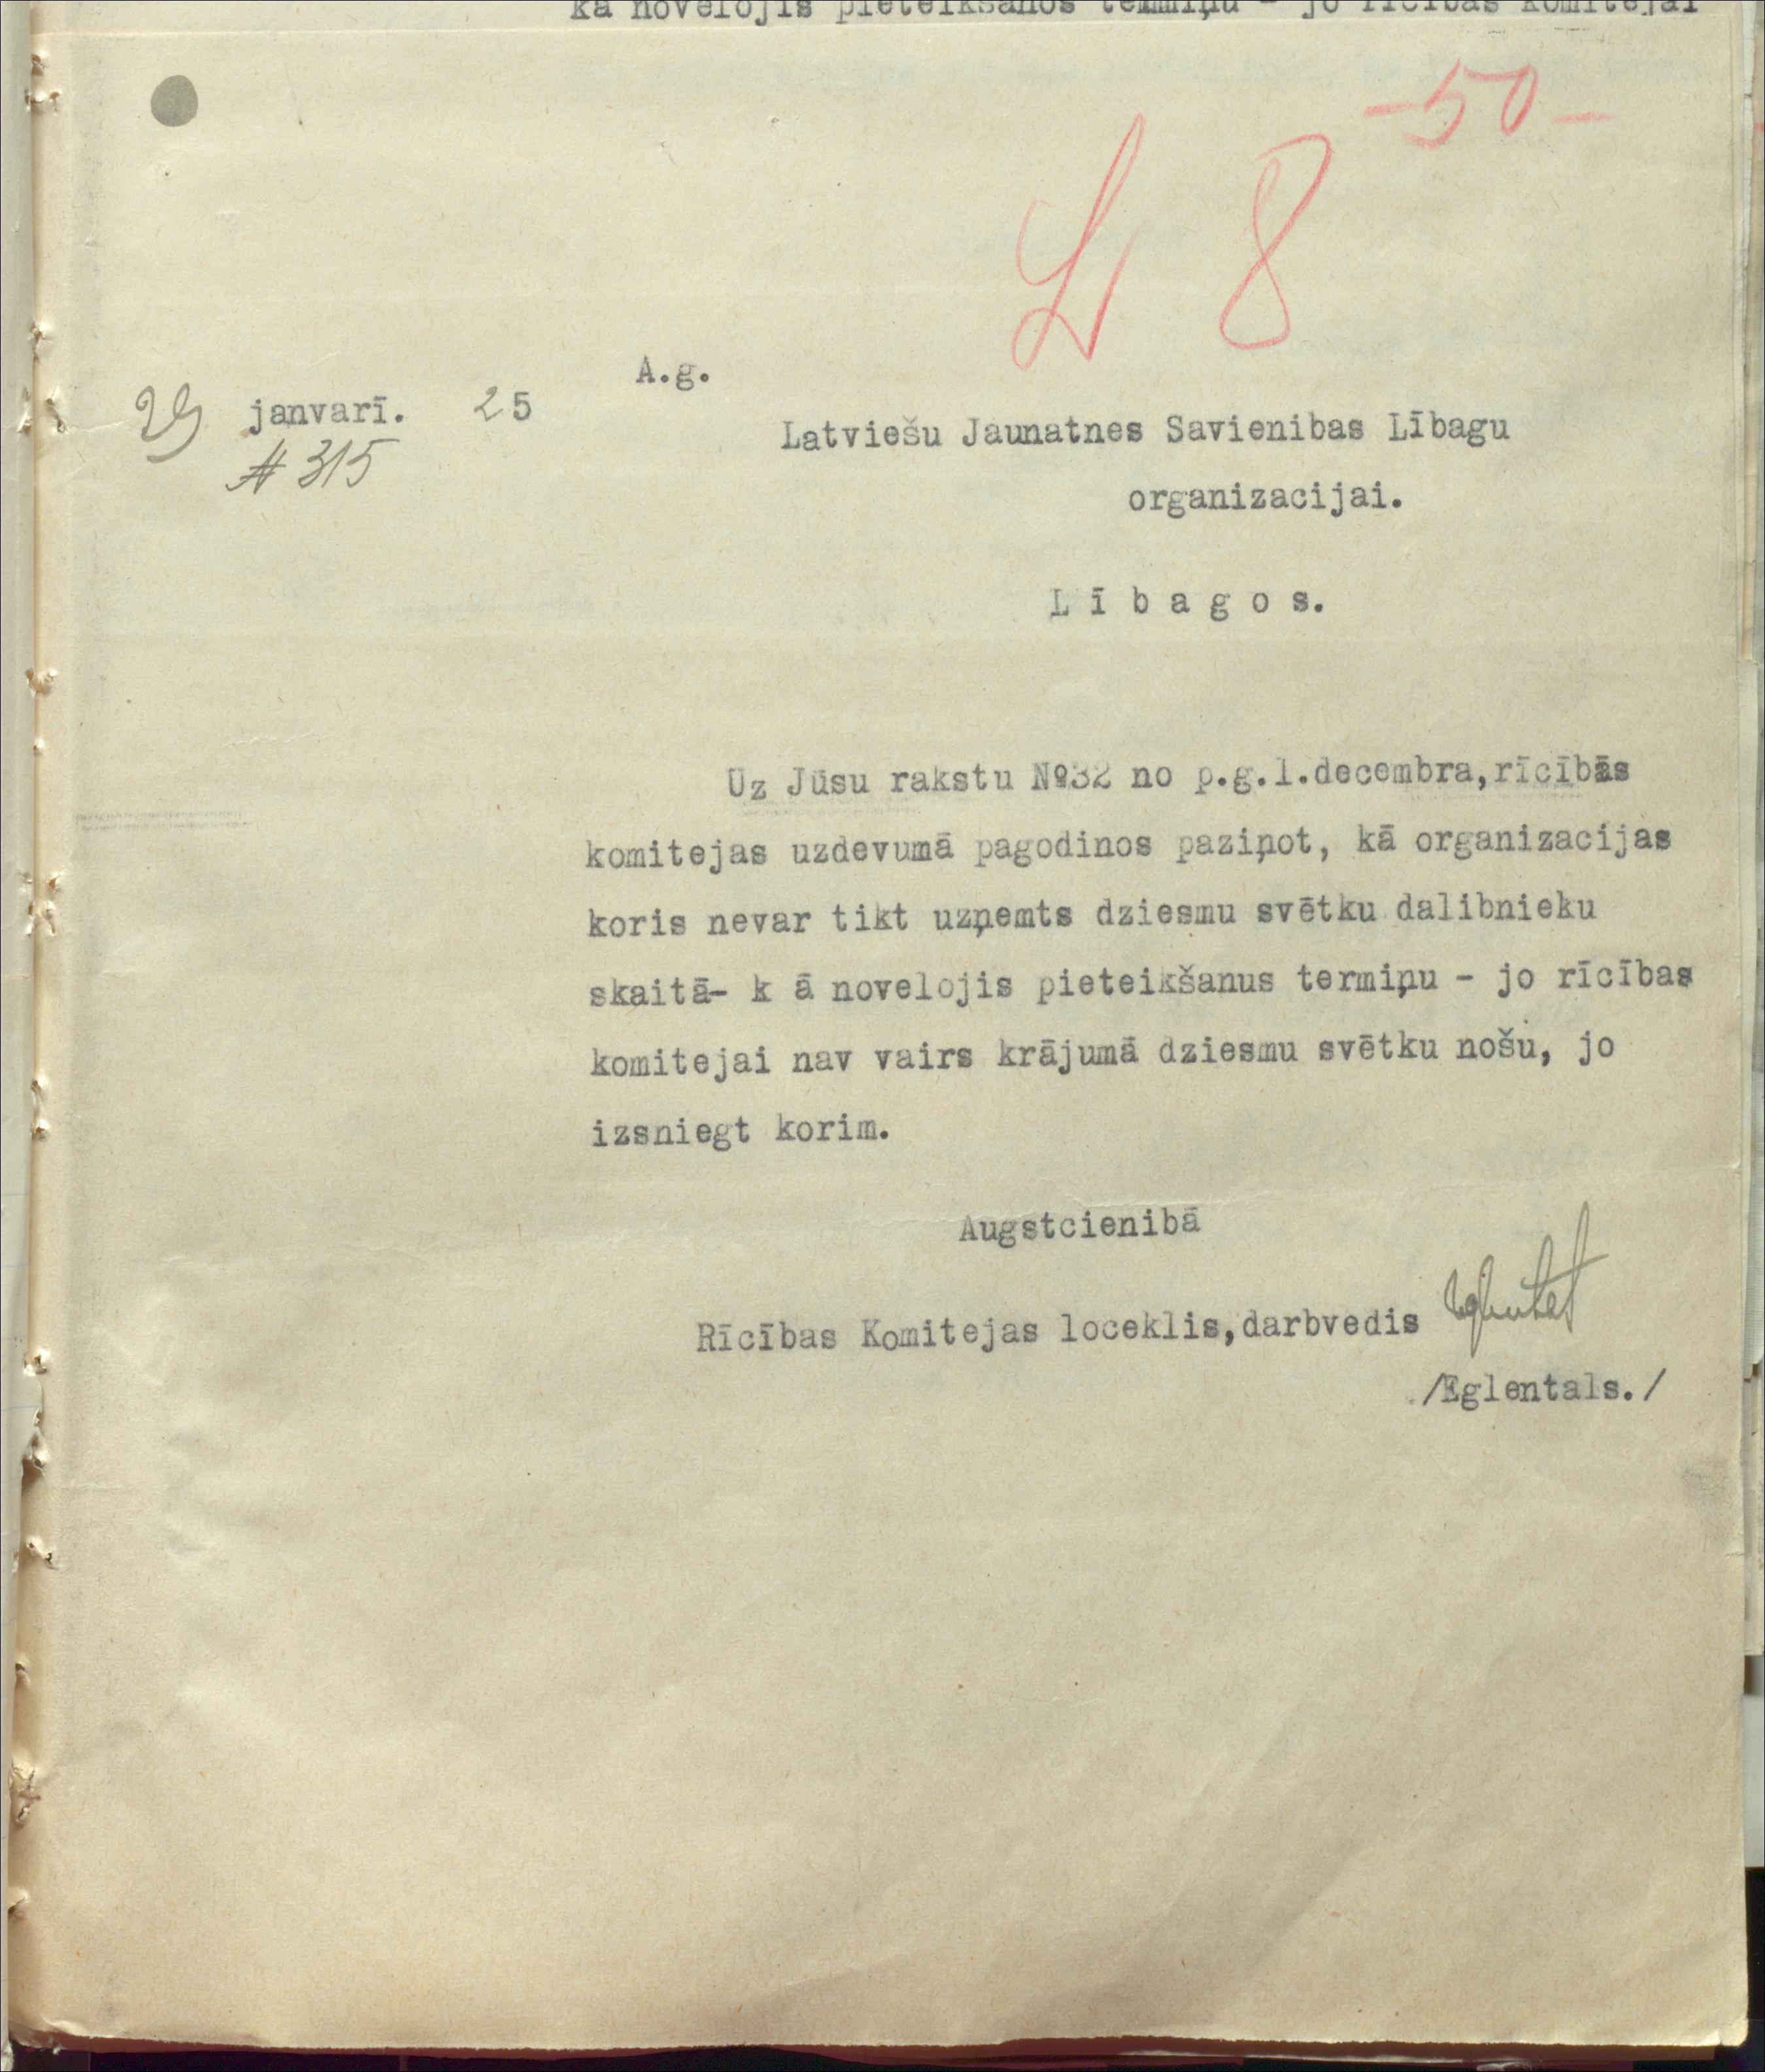 kā novelojis pieteikšanos termiņu - jo rīcības komitejai
-50-
L 8
A.g.
29 janvarī. 25
# 315
Latviešu Jaunatnes Savienibas Lībagu
organizacijai.
L ī b a g o s.
Uz Jūsu rakstu №32 no p.g.1.decembra,rīcības
komitejas uzdevumā pagodinos paziņot, kā organizacijas
koris nevar tikt uzņemts dziesmu svētku dalibnieku
skaitā- k ā novelojis pieteikšanus termiņu - jo rīcības
komitejai nav vairs krājumā dziesmu svētku nošu, jo
izsniegt korim.
Augstcienibā
Rīcības Komitejas loceklis,darbvedis
/Eglentals./